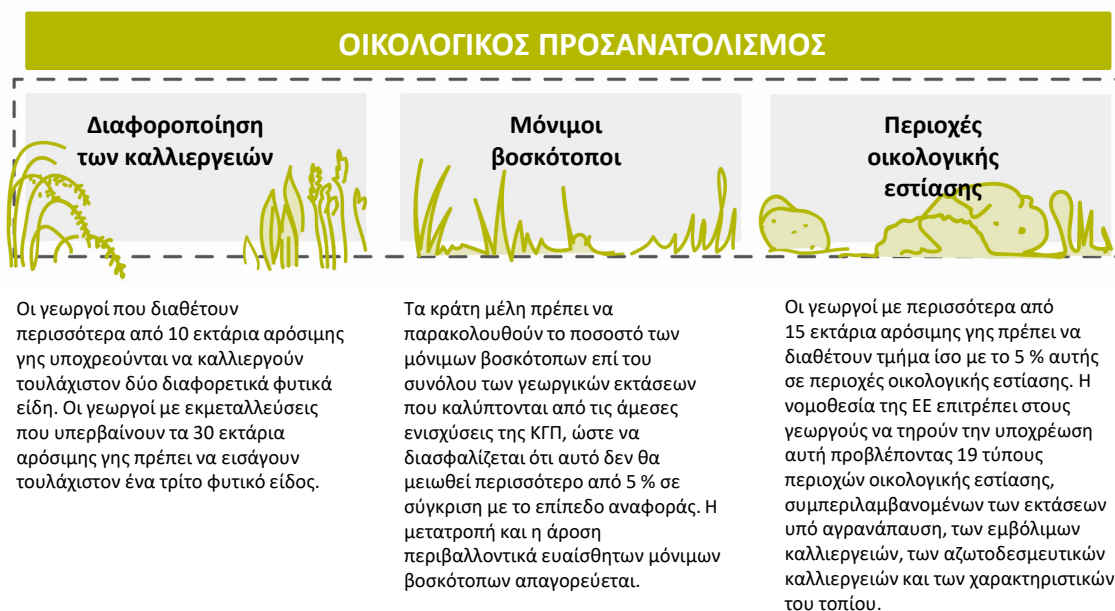 ΟΙΚΟΛΟΓΙΚΟΣ ΠΡΟΣΑΝΑΤΟΛΙΣΜΟΣ
Διαφοροποίηση
των καλλιεργειών
Μόνιμοι
βοσκότοποι
Περιοχές
οικολογικής
εστίασης
Οι γεωργοί που διαθέτουν
περισσότερα από 10 εκτάρια αρόσιμης
γης υποχρεούνται να καλλιεργούν
τουλάχιστον δύο διαφορετικά φυτικά
είδη. Οι γεωργοί με εκμεταλλεύσεις
που υπερβαίνουν τα 30 εκτάρια
αρόσιμης γης πρέπει να εισάγουν
τουλάχιστον ένα τρίτο φυτικό είδος.
Τα κράτη μέλη πρέπει να
παρακολουθούν το ποσοστό των
μόνιμων βοσκότοπων επί του
συνόλου των γεωργικών εκτάσεων
που καλύπτονται από τις άμεσες
ενισχύσεις της ΚΓΠ, ώστε να
διασφαλίζεται ότι αυτό δεν θα
μειωθεί περισσότερο από 5 % σε
σύγκριση με το επίπεδο αναφοράς. Η
μετατροπή και η άροση
περιβαλλοντικά ευαίσθητων μόνιμων
βοσκότοπων απαγορεύεται.
Οι γεωργοί με περισσότερα από
15 εκτάρια αρόσιμης γης πρέπει να
διαθέτουν τμήμα ίσο με το 5 % αυτής
σε περιοχές οικολογικής εστίασης. Η
νομοθεσία της ΕΕ επιτρέπει στους
γεωργούς να τηρούν την υποχρέωση
αυτή προβλέποντας 19 τύπους
περιοχών οικολογικής εστίασης,
συμπεριλαμβανομένων των εκτάσεων
υπό αγρανάπαυση, των εμβόλιμων
καλλιεργειών, των αζωτοδεσμευτικών
καλλιεργειών και των χαρακτηριστικών
του τοπίου.